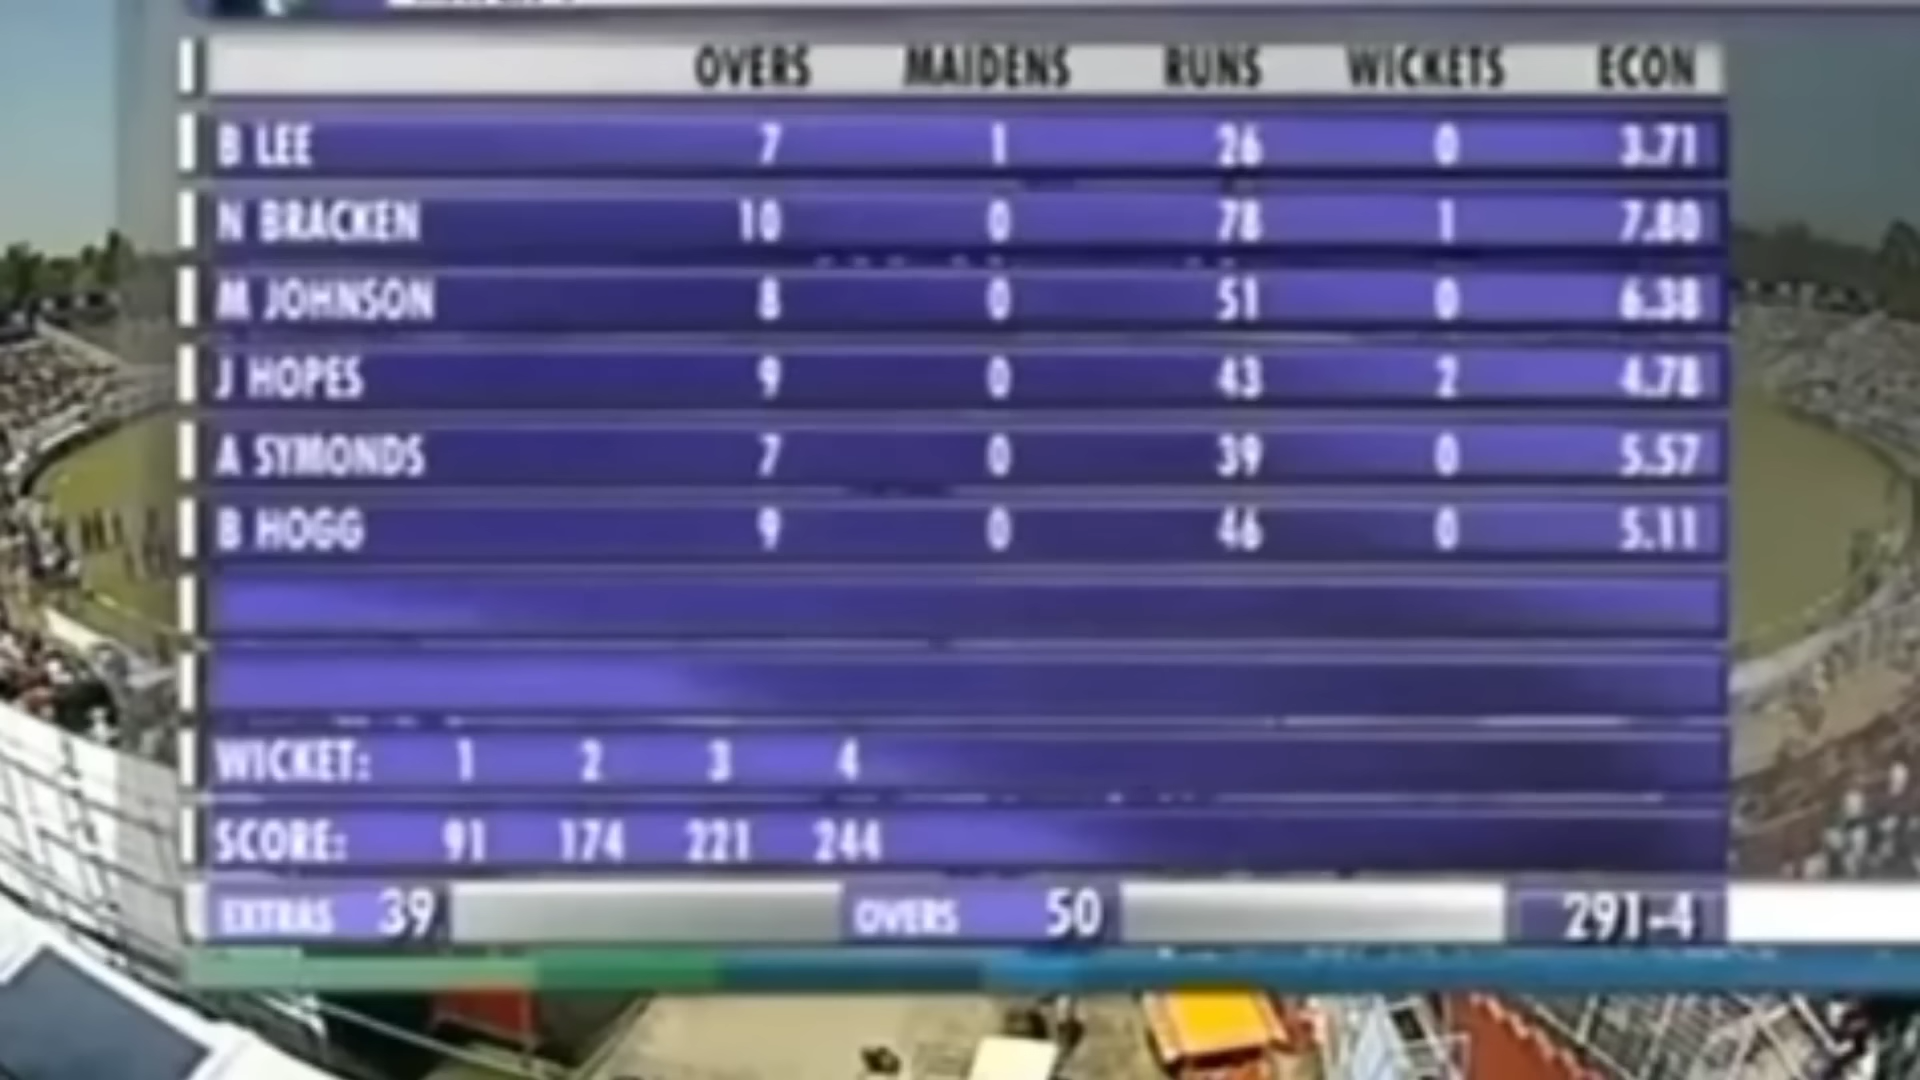 OVERS MAIDENS RUNS WICKETS ECON
B LEE 7 1 26 0 3.71
N BRACKEN 10 0 78 1 7.80
M JOHNSON 8 0 51 0 6.38
J HOPES 9 0 43 2 4.78
A SYMONDS 7 0 39 0 5.57
B HOGG 9 0 46 0 5.11
WICKET: 1 2 3 4
SCORE: 91 174 221 244
EXTRAS 39 OVERS 50 291-4